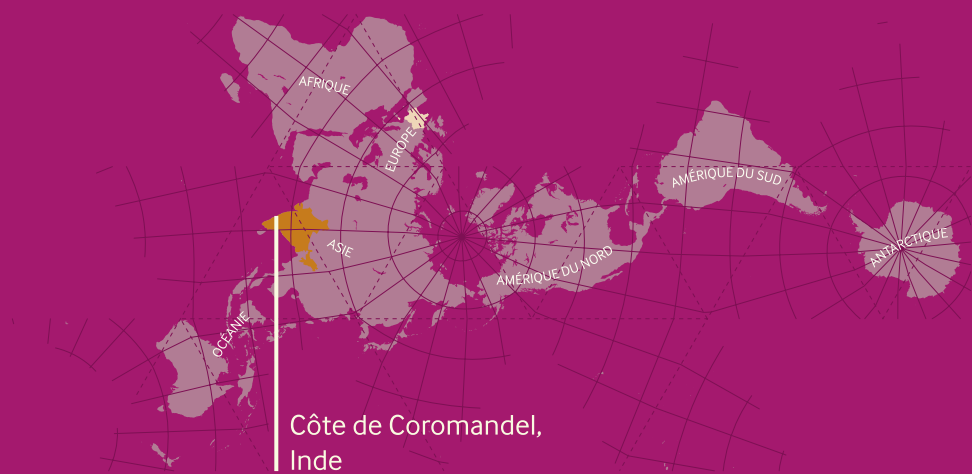 AFRIQUE
EUROPE
AMÉRIQUE DU SUD
ASIE
AMÉRIQUE DU NORD
ANTARCTIQUE
OCÉANIE
Côte de Coromandel,
Inde